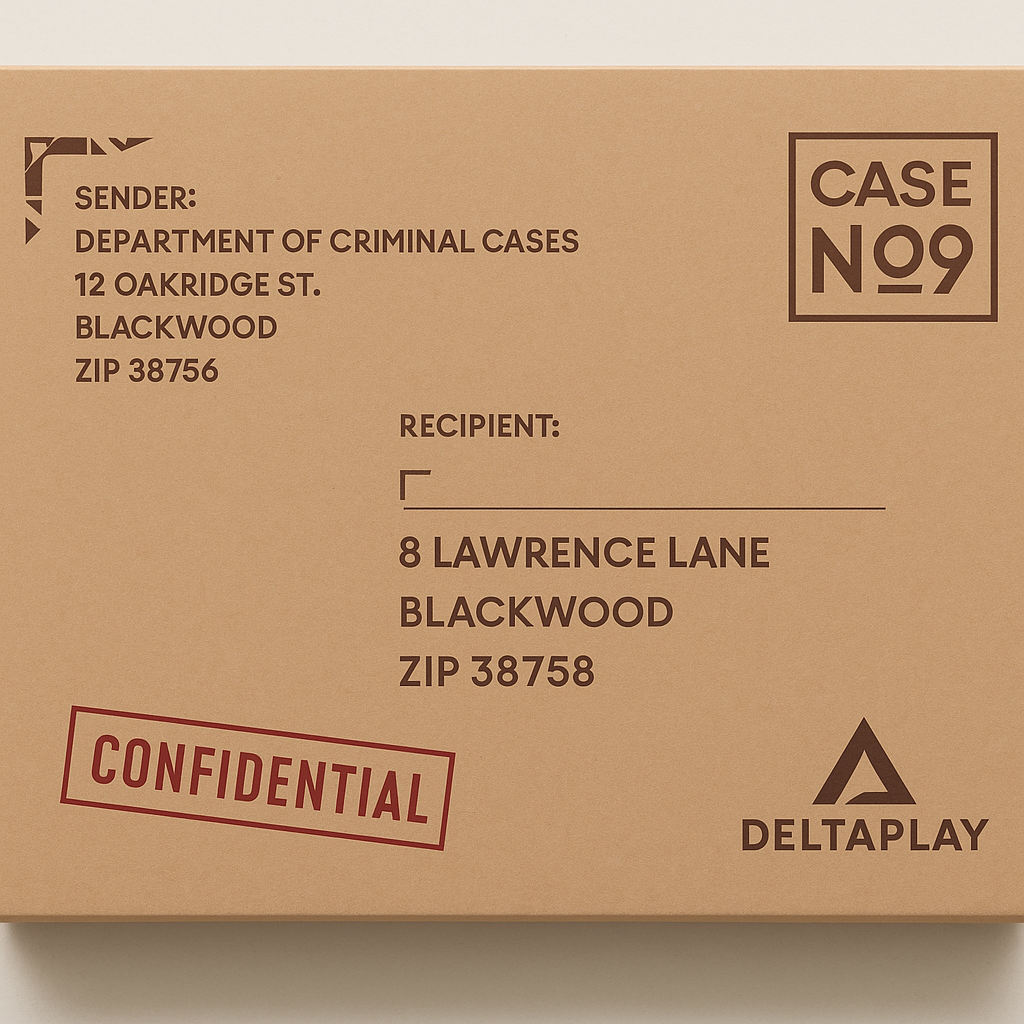 SENDER:
DEPARTMENT OF CRIMINAL CASES
12 OAKRIDGE ST.
BLACKWOOD
ZIP 38756
CASE
Nº9
RECIPIENT:
8 LAWRENCE LANE
BLACKWOOD
ZIP 38758
CONFIDENTIAL
DELTAPLAY